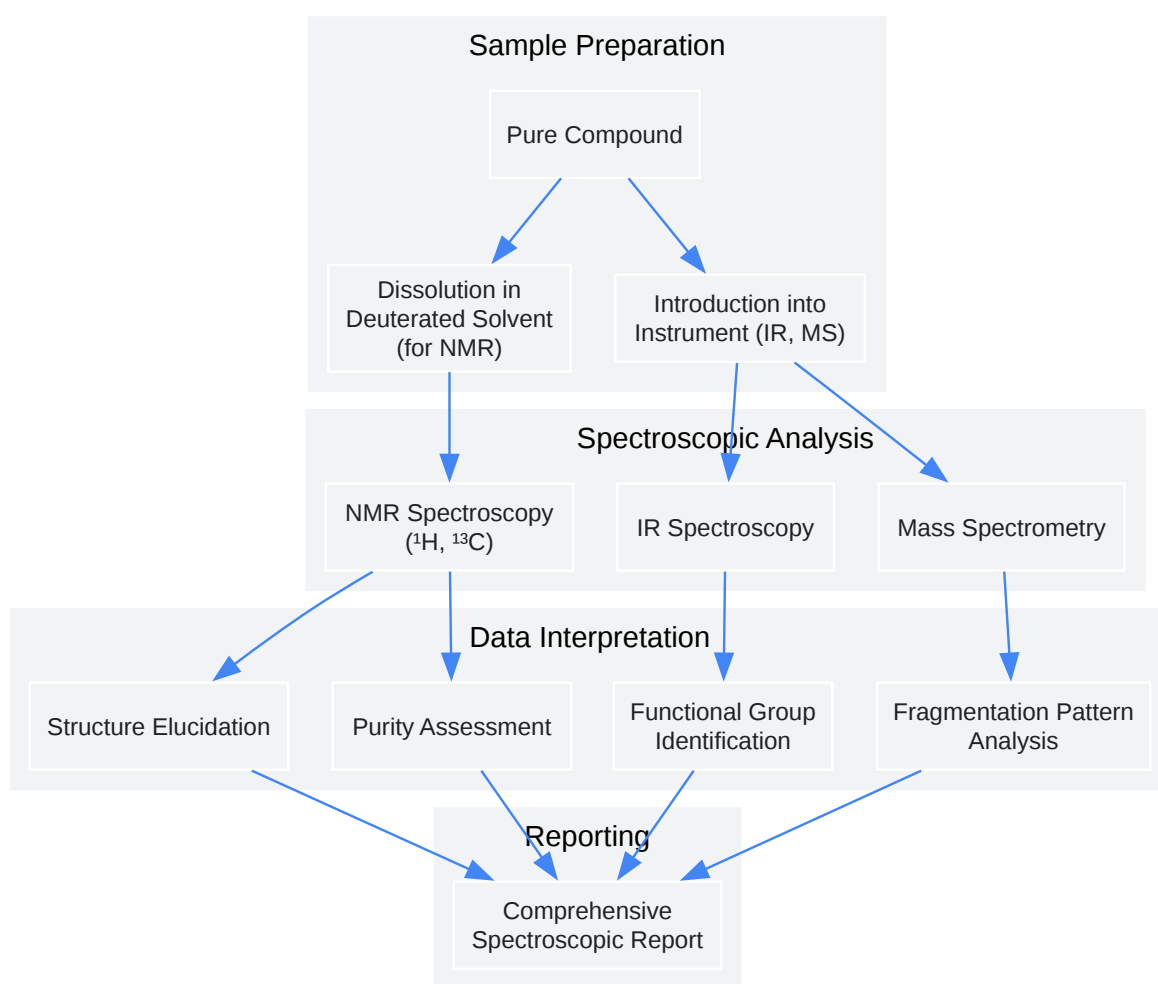 Sample Preparation
Pure Compound
Dissolution in
Deuterated Solvent
(for NMR)
Introduction into
Instrument (IR, MS)
Spectroscopic Analysis
NMR Spectroscopy
(¹H, ¹³C)
IR Spectroscopy
Mass Spectrometry
Data Interpretation
Structure Elucidation
Purity Assessment
Functional Group
Identification
Fragmentation Pattern
Analysis
Reporting
Comprehensive
Spectroscopic Report